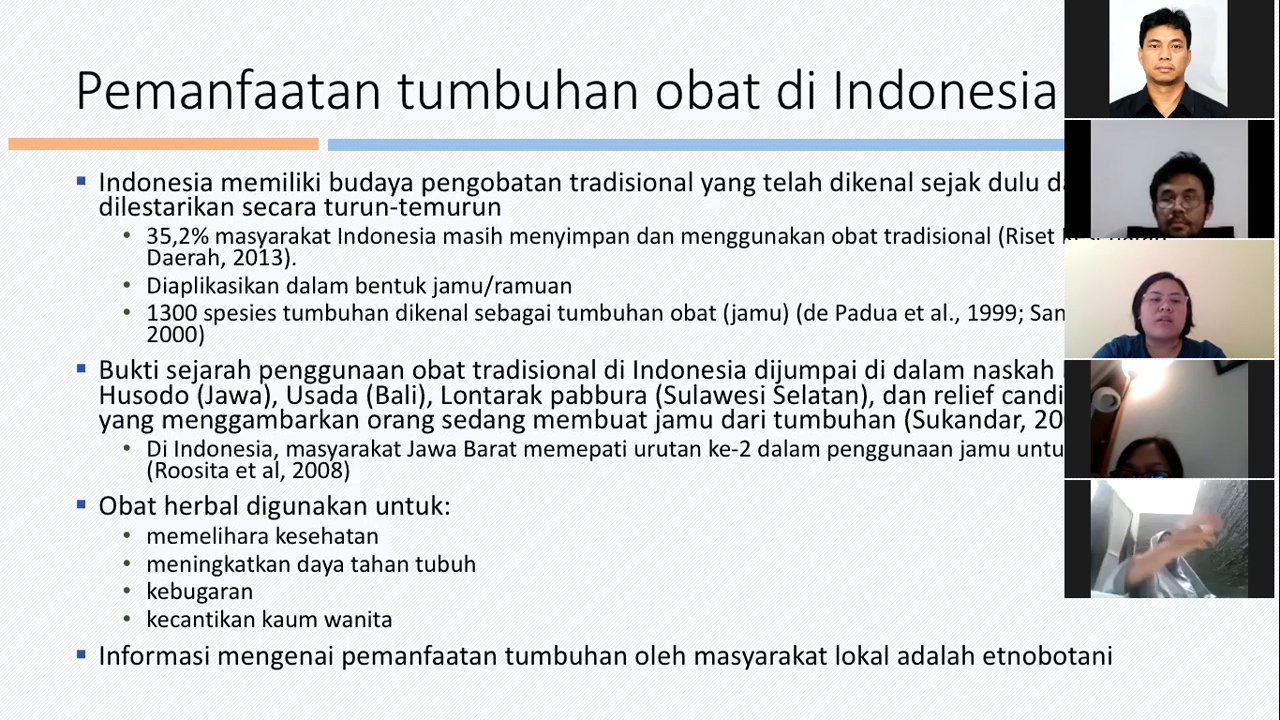 Pemanfaatan tumbuhan obat di Indonesia
Indonesia memiliki budaya pengobatan tradisional yang telah dikenal sejak dulu
dilestarikan secara turun-temurun
35,2% masyarakat Indonesia masih menyimpan dan menggunakan obat tradisional (Riset
Daerah, 2013).
Diaplikasikan dalam bentuk jamu/ramuan
1300 spesies tumbuhan dikenal sebagai tumbuhan obat (jamu) (de Padua et al., 1999;
2000)
Bukti sejarah penggunaan obat tradisional di Indonesia dijumpai di dalam naskah
Husodo (Jawa), Usada (Bali), Lontarak pabbura (Sulawesi Selatan), dan relief candi
yang menggambarkan orang sedang membuat jamu dari tumbuhan (Sukandar,
Di Indonesia, masyarakat Jawa Barat memepati urutan ke-2 dalam penggunaan jamu
(Roosita et al, 2008)
Obat herbal digunakan untuk:
memelihara kesehatan
meningkatkan daya tahan tubuh
kebugaran
kecantikan kaum wanita
Informasi mengenai pemanfaatan tumbuhan oleh masyarakat lokal adalah etnobotani